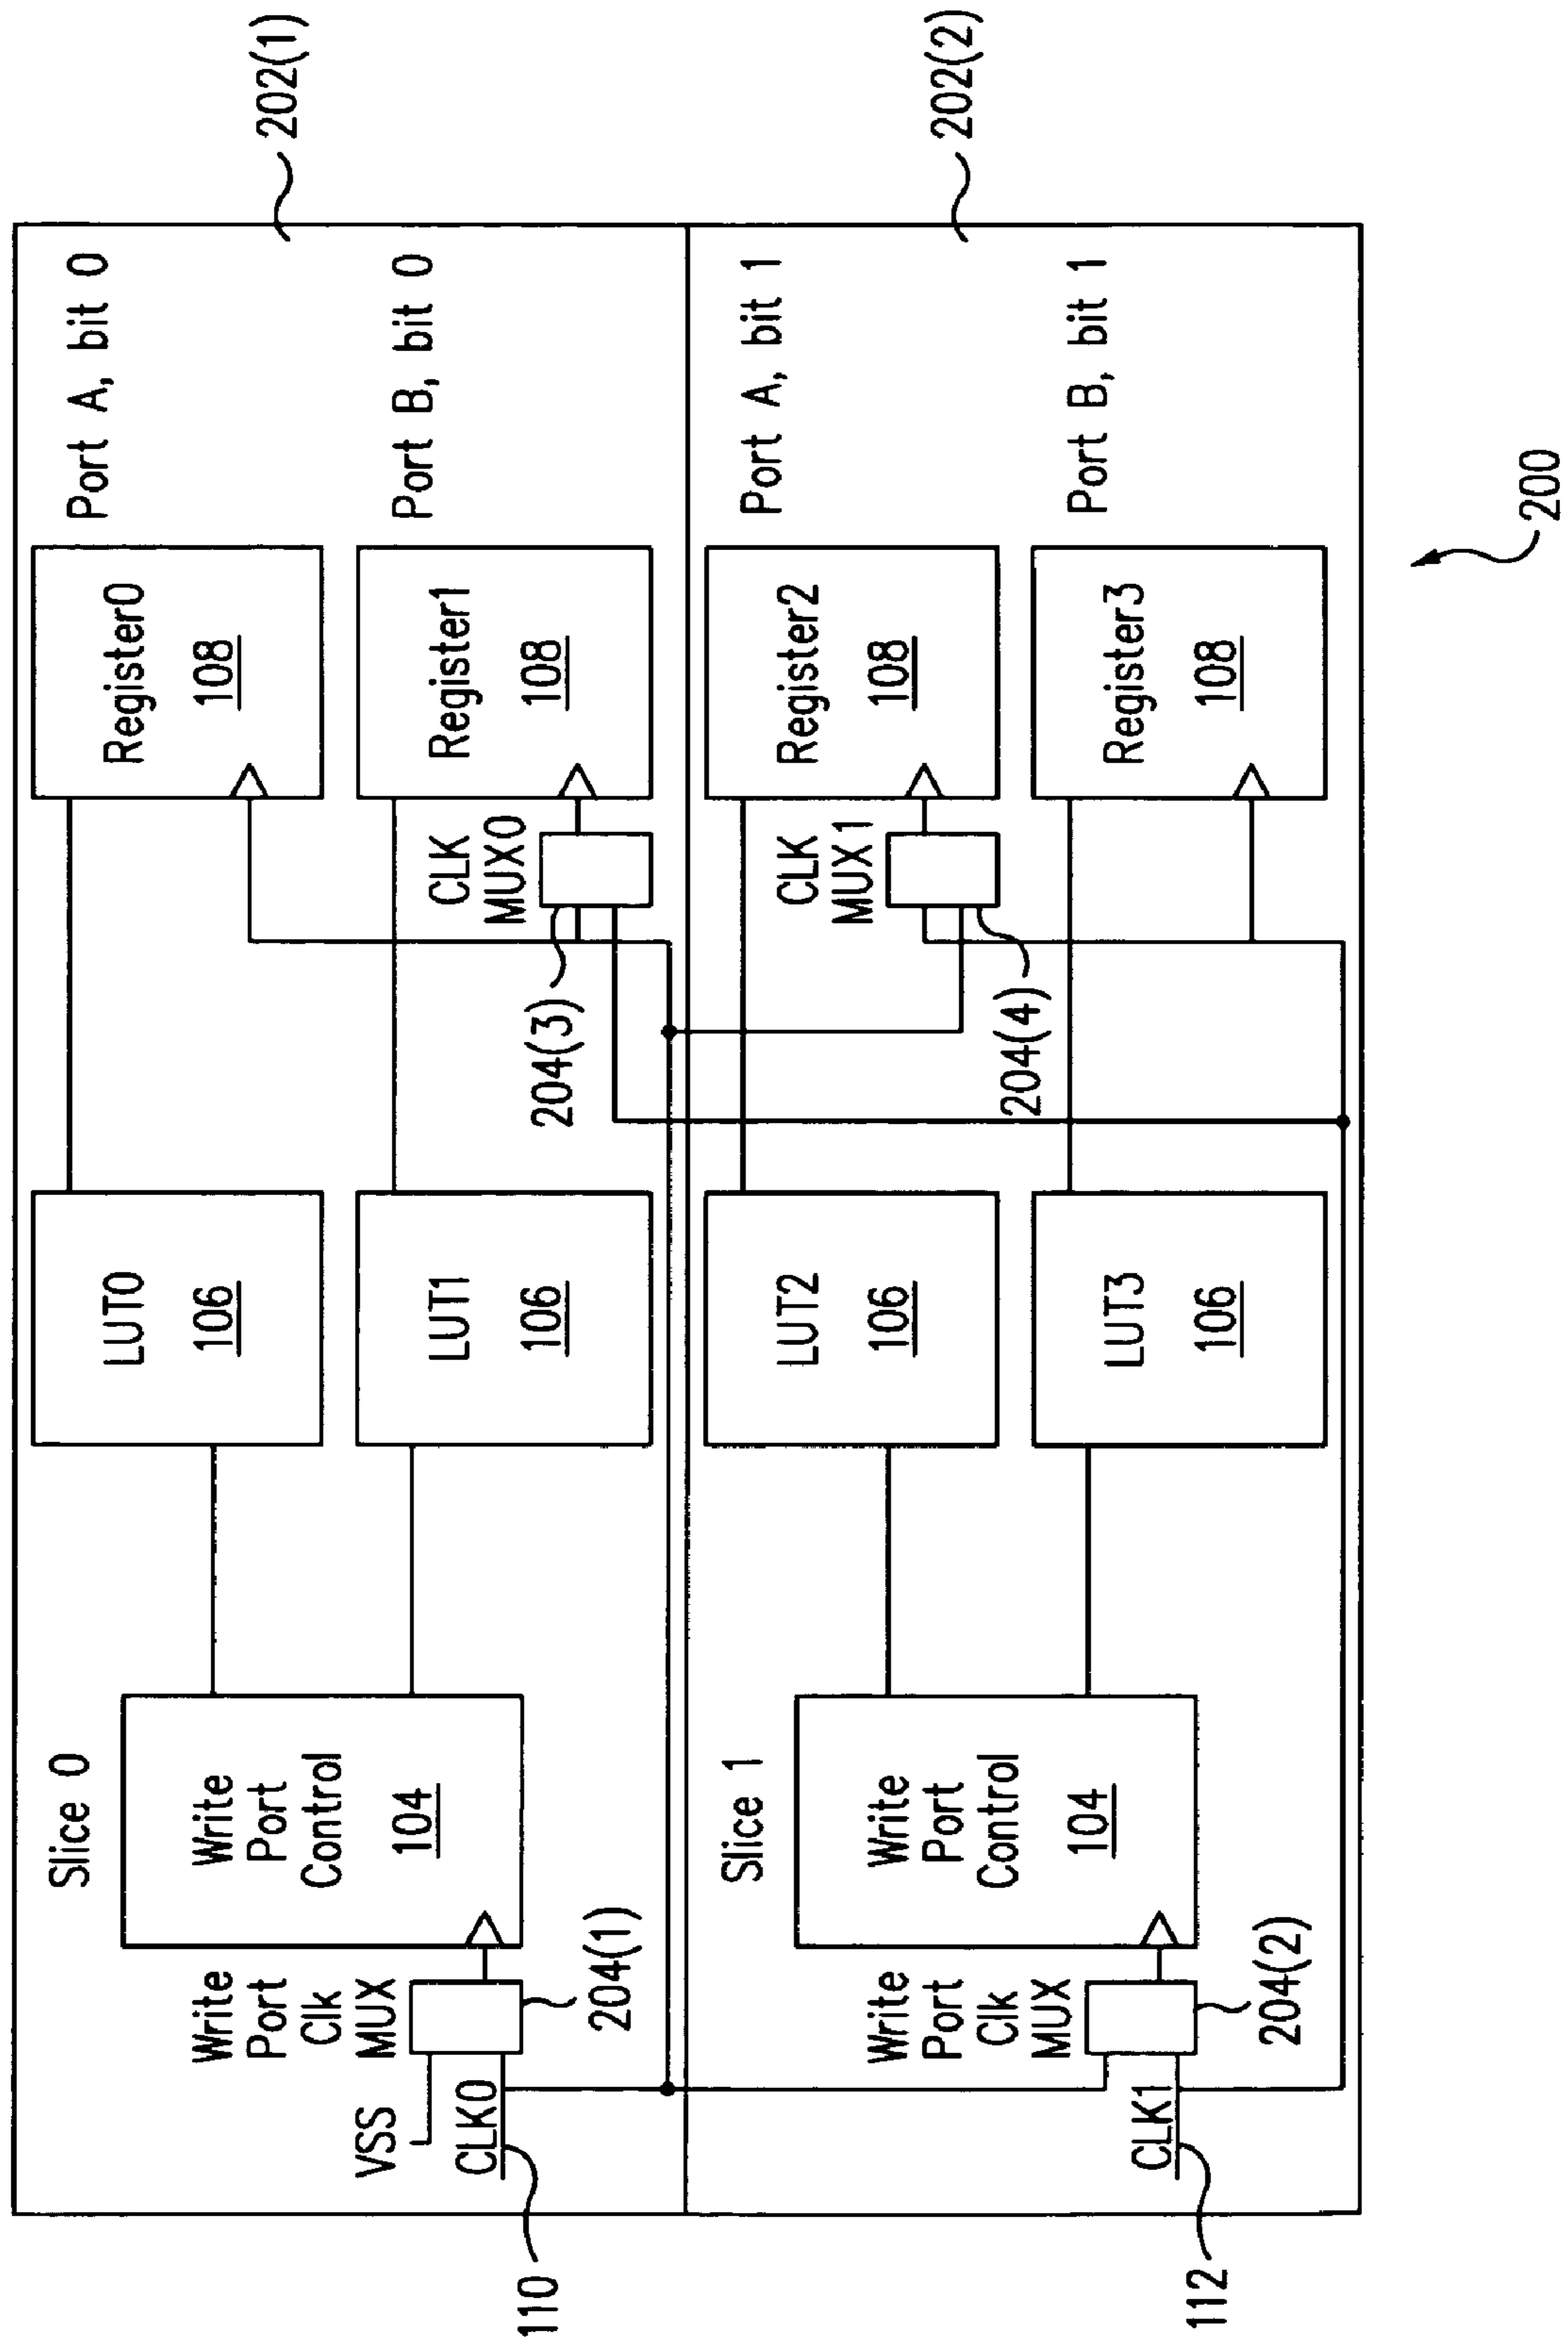 Slice 0
Write
Port
Control
104
Write
Port
Clk
MUX
VSS
CLK0
110
204(1)
LUT0
106
LUT1
106
Register0
108
Register1
108
CLK
MUX0
204(3)
Port A, bit 0
Port B, bit 0
202(1)
Slice 1
Write
Port
Control
104
Write
Port
Clk
MUX
CLK1
112
204(2)
LUT2
106
LUT3
106
Register2
108
Register3
108
CLK
MUX1
204(4)
Port A, bit 1
Port B, bit 1
202(2)
200